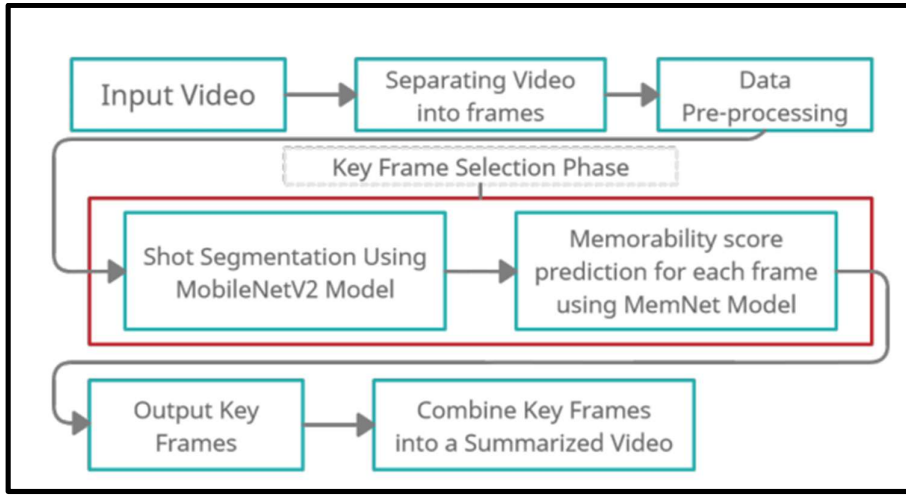 Input Video
Separating Video
into frames
Data
Pre-processing
Key Frame Selection Phase
Shot Segmentation Using
MobileNetV2 Model
Memorability score
prediction for each frame
using MemNet Model
Output Key
Frames
Combine Key Frames
into a Summarized Video